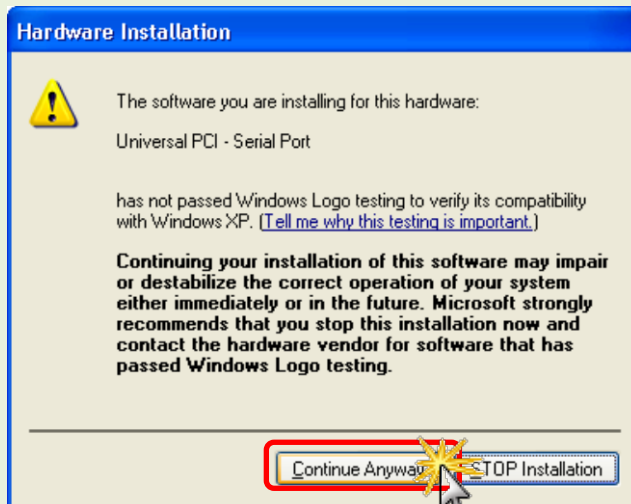 Hardware Installation
The software you are installing for this hardware:
Universal PCI - Serial Port
has not passed Windows Logo testing to verify its compatibility
with Windows XP. (Tell me why this testing is important.)
Continuing your installation of this software may impair
or destabilize the correct operation of your system
either immediately or in the future. Microsoft strongly
recommends that you stop this installation now and
contact the hardware vendor for software that has
passed Windows Logo testing.
Continue Anyway STOP Installation